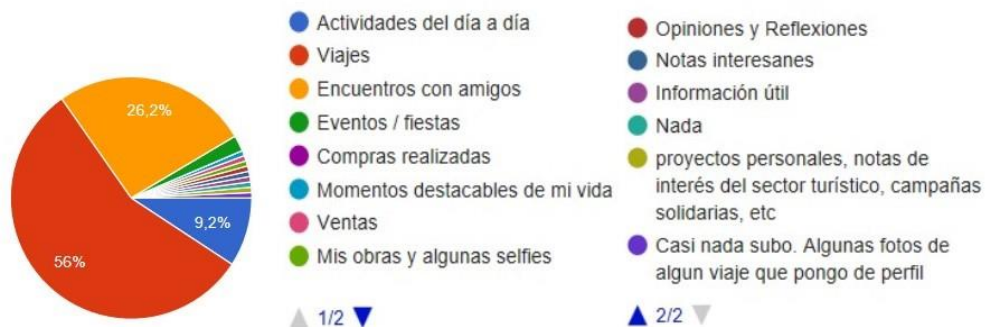 26,2%
9,2%
56%
Actividades del día a día
Viajes
Encuentros con amigos
Eventos / fiestas
Compras realizadas
Momentos destacables de mi vida
Ventas
Mis obras y algunas selfies
1/2
Opiniones y Reflexiones
Notas interesanes
Información útil
Nada
proyectos personales, notas de
interés del sector turístico, campañas
solidarias, etc
Casi nada subo. Algunas fotos de
algun viaje que pongo de perfil
2/2